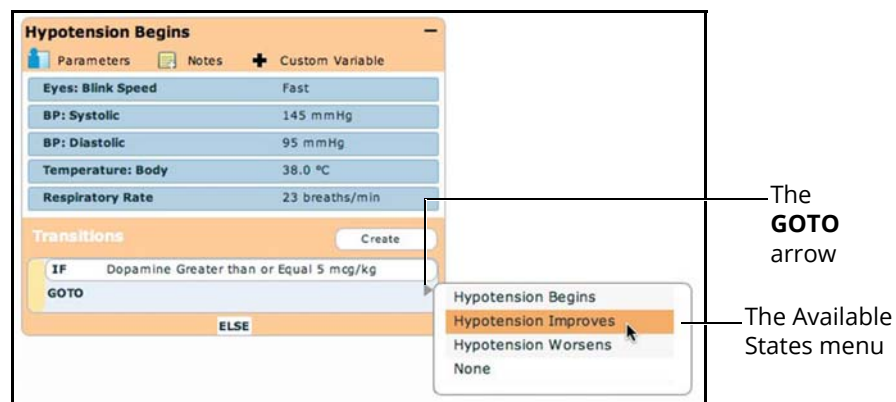 Hypotension Begins
Parameters Notes Custom Variable
Eyes: Blink Speed Fast
BP: Systolic 145 mmHg
BP: Diastolic 95 mmHg
Temperature: Body 38.0 °C
Respiratory Rate 23 breaths/min
Transitions Create
IF Dopamine Greater than or Equal 5 mcg/kg
GOTO
ELSE
Hypotension Begins
Hypotension Improves
Hypotension Worsens
None
The
GOTO
arrow
The Available
States menu